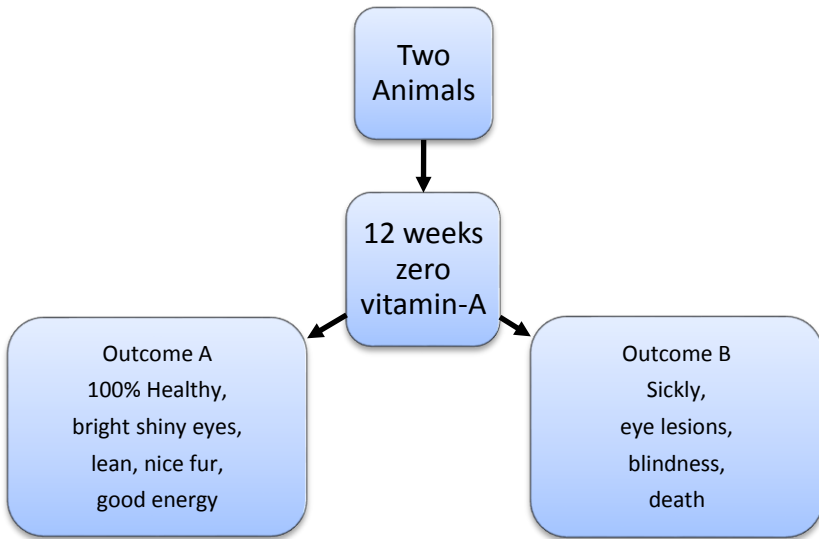 Two
Animals
12 weeks
zero
vitamin-A
Outcome A
100% Healthy,
bright shiny eyes,
lean, nice fur,
good energy
Outcome B
Sickly,
eye lesions,
blindness,
death